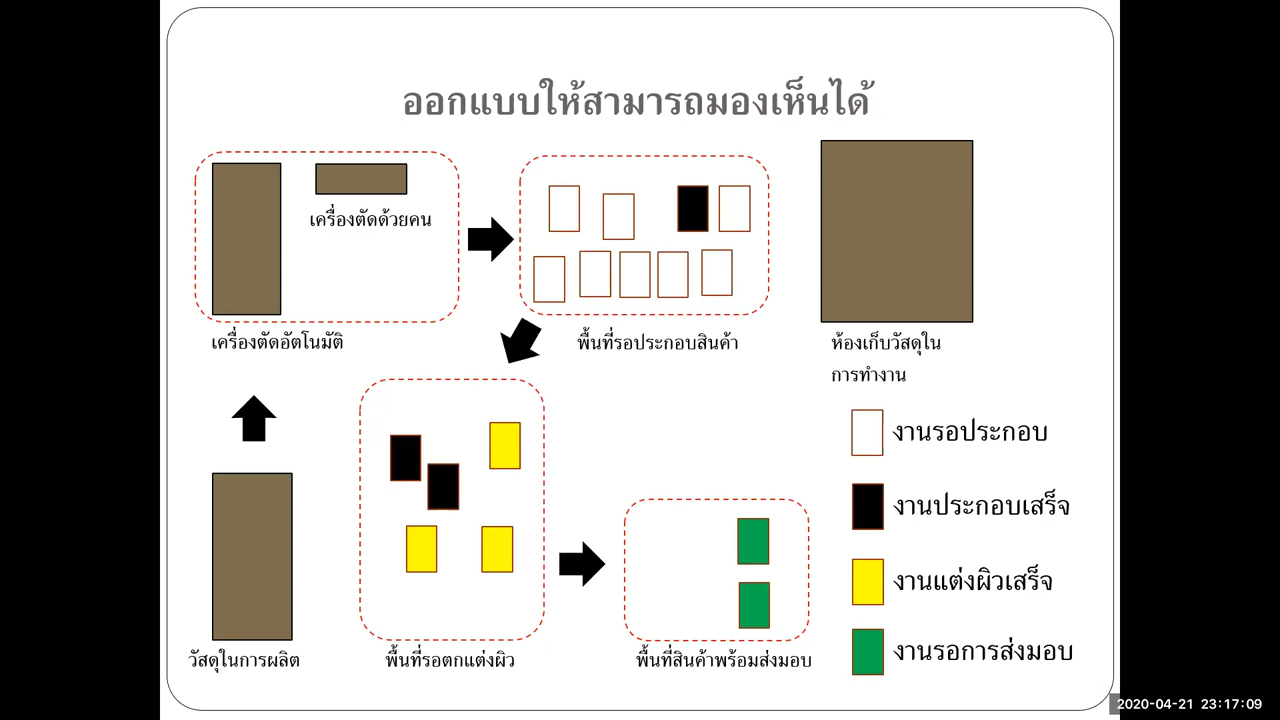 ออกแบบให้สามารถมองเห็นได้
เครื่องตัดด้วยคน
เครื่องตัดอัตโนมัติ
พื้นที่รอประกอบสินค้า
ห้องเก็บวัสดุใน
การทำงาน
งานรอประกอบ
งานประกอบเสร็จ
งานแต่งผิวเสร็จ
งานรอการส่งมอบ
วัสดุในการผลิต
พื้นที่รอตกแต่งผิว
พื้นที่สินค้าพร้อมส่งมอบ
2020-04-21 23:17:09